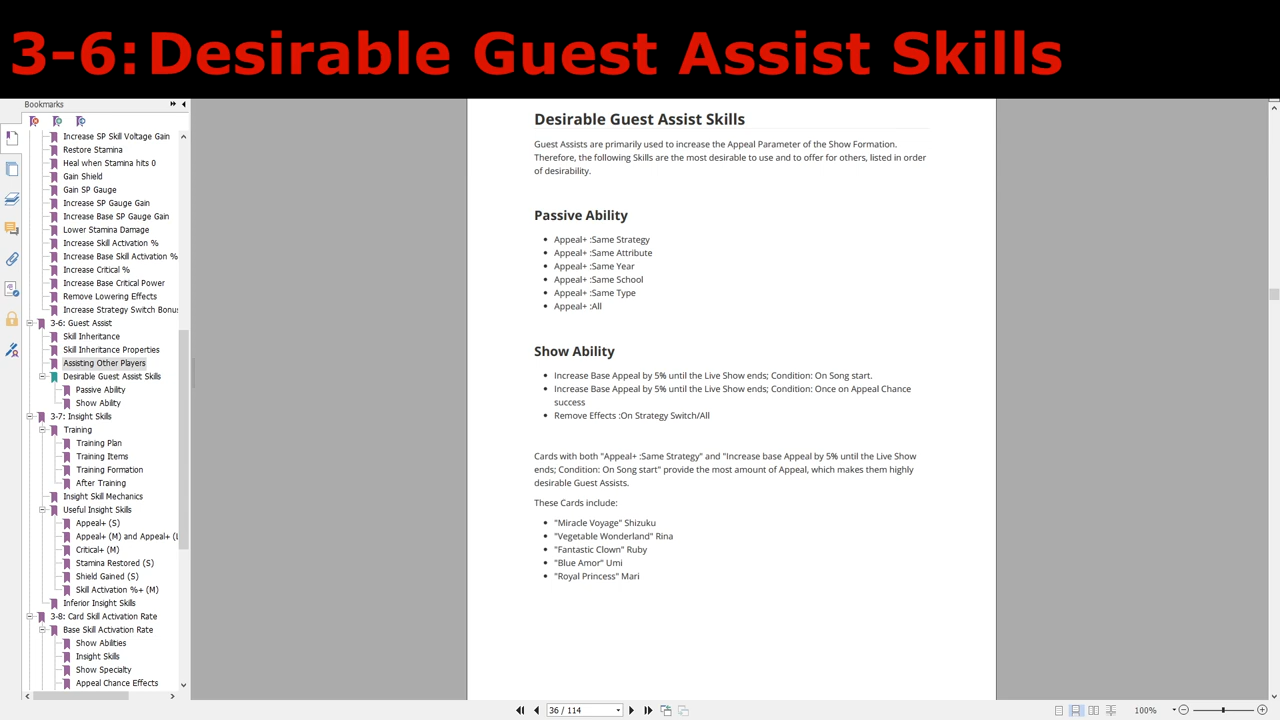 3-6: Desirable Guest Assist Skills
Bookmarks
Increase SP Skill Voltage Gain
Restore Stamina
Heal when Stamina hits 0
Gain Shield
Gain SP Gauge
Increase SP Gauge Gain
Increase Base SP Gauge Gain
Lower Stamina Damage
Increase Skill Activation %
Increase Base Skill Activation %
Increase Critical %
Increase Base Critical Power
Remove Lowering Effects
Increase Strategy Switch Bonus
3-6: Guest Assist
Skill Inheritance
Skill Inheritance Properties
Assisting Other Players
Desirable Guest Assist Skills
Passive Ability
Show Ability
3-7: Insight Skills
Training
Training Plan
Training Items
Training Formation
After Training
Insight Skill Mechanics
Useful Insight Skills
Appeal+ (S)
Appeal+ (M) and Appeal+ (L
Critical+ (M)
Stamina Restored (S)
Shield Gained (S)
Skill Activation %+ (M)
Inferior Insight Skills
3-8: Card Skill Activation Rate
Base Skill Activation Rate
Show Abilities
Insight Skills
Show Specialty
Appeal Chance Effects
Desirable Guest Assist Skills
Guest Assists are primarily used to increase the Appeal Parameter of the Show Formation.
Therefore, the following Skills are the most desirable to use and to offer for others, listed in order
of desirability.
Passive Ability
• Appeal+ :Same Strategy
• Appeal+ :Same Attribute
• Appeal+ :Same Year
• Appeal+ :Same School
• Appeal+ :Same Type
• Appeal+ :All
Show Ability
• Increase Base Appeal by 5% until the Live Show ends; Condition: On Song start.
• Increase Base Appeal by 5% until the Live Show ends; Condition: Once on Appeal Chance
success
• Remove Effects :On Strategy Switch/All
Cards with both "Appeal+ :Same Strategy" and "Increase base Appeal by 5% until the Live Show
ends; Condition: On Song start" provide the most amount of Appeal, which makes them highly
desirable Guest Assists.
These Cards include:
• "Miracle Voyage" Shizuku
• "Vegetable Wonderland" Rina
• "Fantastic Clown" Ruby
• "Blue Amor" Umi
• "Royal Princess" Mari
36 / 114
100%